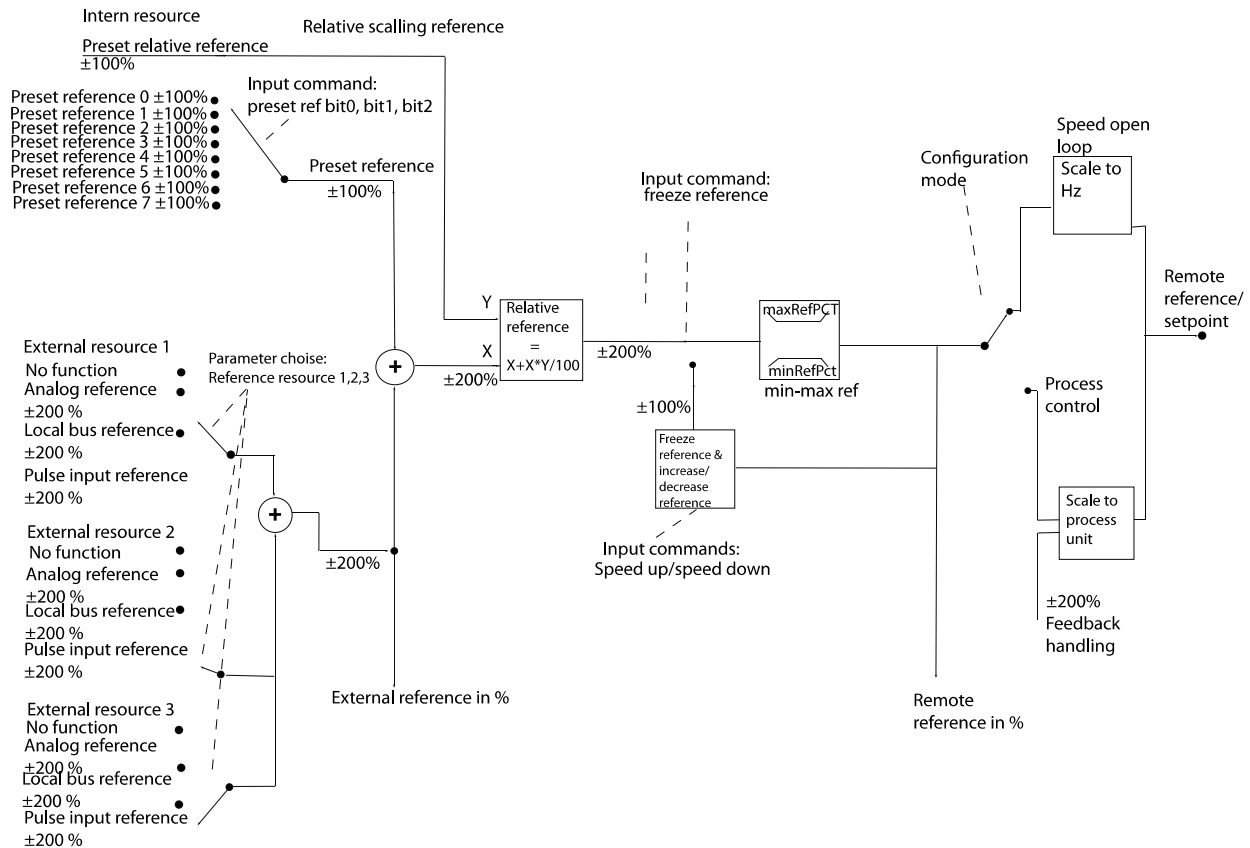 Intern resource
Relative scalling reference
Preset relative reference
±100%
Input command:
preset ref bit0, bit1, bit2
Preset reference 0 ±100%
Preset reference 1 ±100%
Preset reference 2 ±100%
Preset reference 3 ±100%
Preset reference 4 ±100%
Preset reference 5 ±100%
Preset reference 6 ±100%
Preset reference 7 ±100%
Preset reference
±100%
Input command:
freeze reference
Configuration
mode
Speed open
loop
Scale to
Hz
Remote
reference/
setpoint
Y
X
Relative
reference
=
X+X*Y/100
±200%
±200%
maxRefPCT
minRefPct
min-max ref
±100%
Freeze
reference &
increase/
decrease
reference
Input commands:
Speed up/speed down
Process
control
Scale to
process
unit
±200%
Feedback
handling
Remote
reference in %
External resource 1
No function
Analog reference
±200 %
Local bus reference
±200 %
Pulse input reference
±200 %
Parameter choise:
Reference resource 1,2,3
+
+
±200%
External reference in %
External resource 2
No function
Analog reference
±200 %
Local bus reference
±200 %
Pulse input reference
±200 %
External resource 3
No function
Analog reference
±200 %
Local bus reference
±200 %
Pulse input reference
±200 %